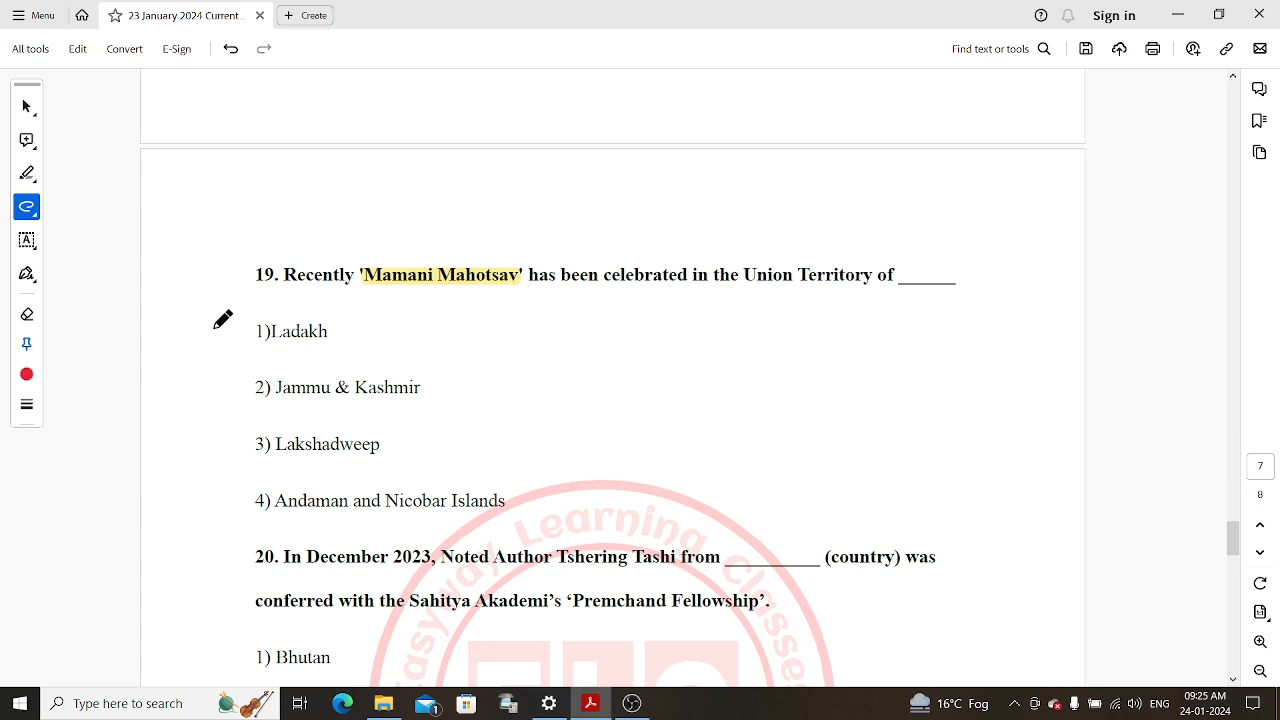 Menu
23 January 2024 Current...
Create
Sign in
All tools
Edit
Convert
E-Sign
Find text or tools
19. Recently 'Mamani Mahotsav' has been celebrated in the Union Territory of ______
1)Ladakh
2) Jammu & Kashmir
3) Lakshadweep
4) Andaman and Nicobar Islands
20. In December 2023, Noted Author Tshering Tashi from __________ (country) was
conferred with the Sahitya Akademi's ‘Premchand Fellowship’.
1) Bhutan
Easyway Learning Classes
7
8
Type here to search
16°C Fog
ENG
09:25 AM
24-01-2024